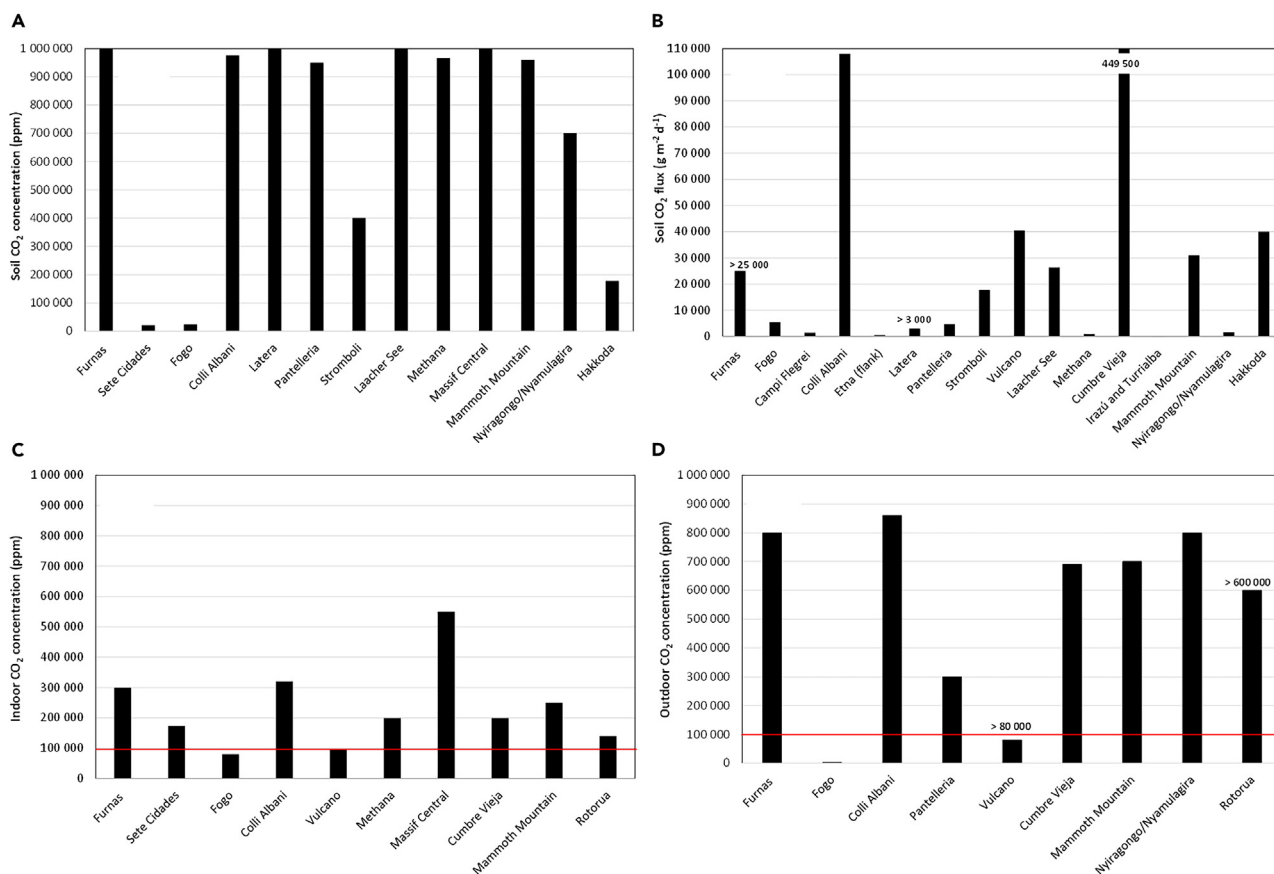 A
Soil CO₂ concentration (ppm)
1 000 000
900 000
800 000
700 000
600 000
500 000
400 000
300 000
200 000
100 000
0
Furnas
Sete Cidades
Fogo
Colli Albani
Latera
Pantelleria
Stromboli
Laacher See
Methana
Massif Central
Mammoth Mountain
Nyiragongo/Nyamulagira
Hakkoda
B
Soil CO₂ flux (g m⁻² d⁻¹)
110 000
100 000
90 000
80 000
70 000
60 000
50 000
40 000
30 000
20 000
10 000
0
> 25 000
> 3 000
449 500
Furnas
Fogo
Campi Flegrei
Colli Albani
Etna (flank)
Latera
Pantelleria
Stromboli
Vulcano
Laacher See
Methana
Cumbre Vieja
Irazú and Turrialba
Mammoth Mountain
Nyiragongo/Nyamulagira
Hakkoda
C
Indoor CO₂ concentration (ppm)
1 000 000
900 000
800 000
700 000
600 000
500 000
400 000
300 000
200 000
100 000
0
Furnas
Sete Cidades
Fogo
Colli Albani
Vulcano
Methana
Massif Central
Cumbre Vieja
Mammoth Mountain
Rotorua
D
Outdoor CO₂ concentration (ppm)
1 000 000
900 000
800 000
700 000
600 000
500 000
400 000
300 000
200 000
100 000
0
> 80 000
> 600 000
Furnas
Fogo
Colli Albani
Pantelleria
Vulcano
Cumbre Vieja
Mammoth Mountain
Nyiragongo/Nyamulagira
Rotorua